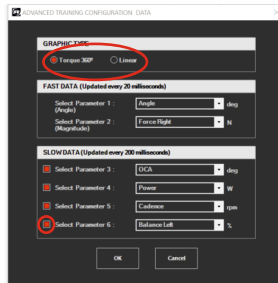 ADVANCED TRAINING CONFIGURATION DATA
GRAPHIC TYPE
Torque 360º Linear
FAST DATA (Updated every 20 milliseconds)
Select Parameter 1 : Angle deg
(Angle)
Select Parameter 2 : Force Right N
(Magnitude)
SLOW DATA (Updated every 200 milliseconds)
Select Parameter 3 : OCA deg
Select Parameter 4 : Power W
Select Parameter 5 : Cadence rpm
Select Parameter 6 : Balance Left %
OK Cancel